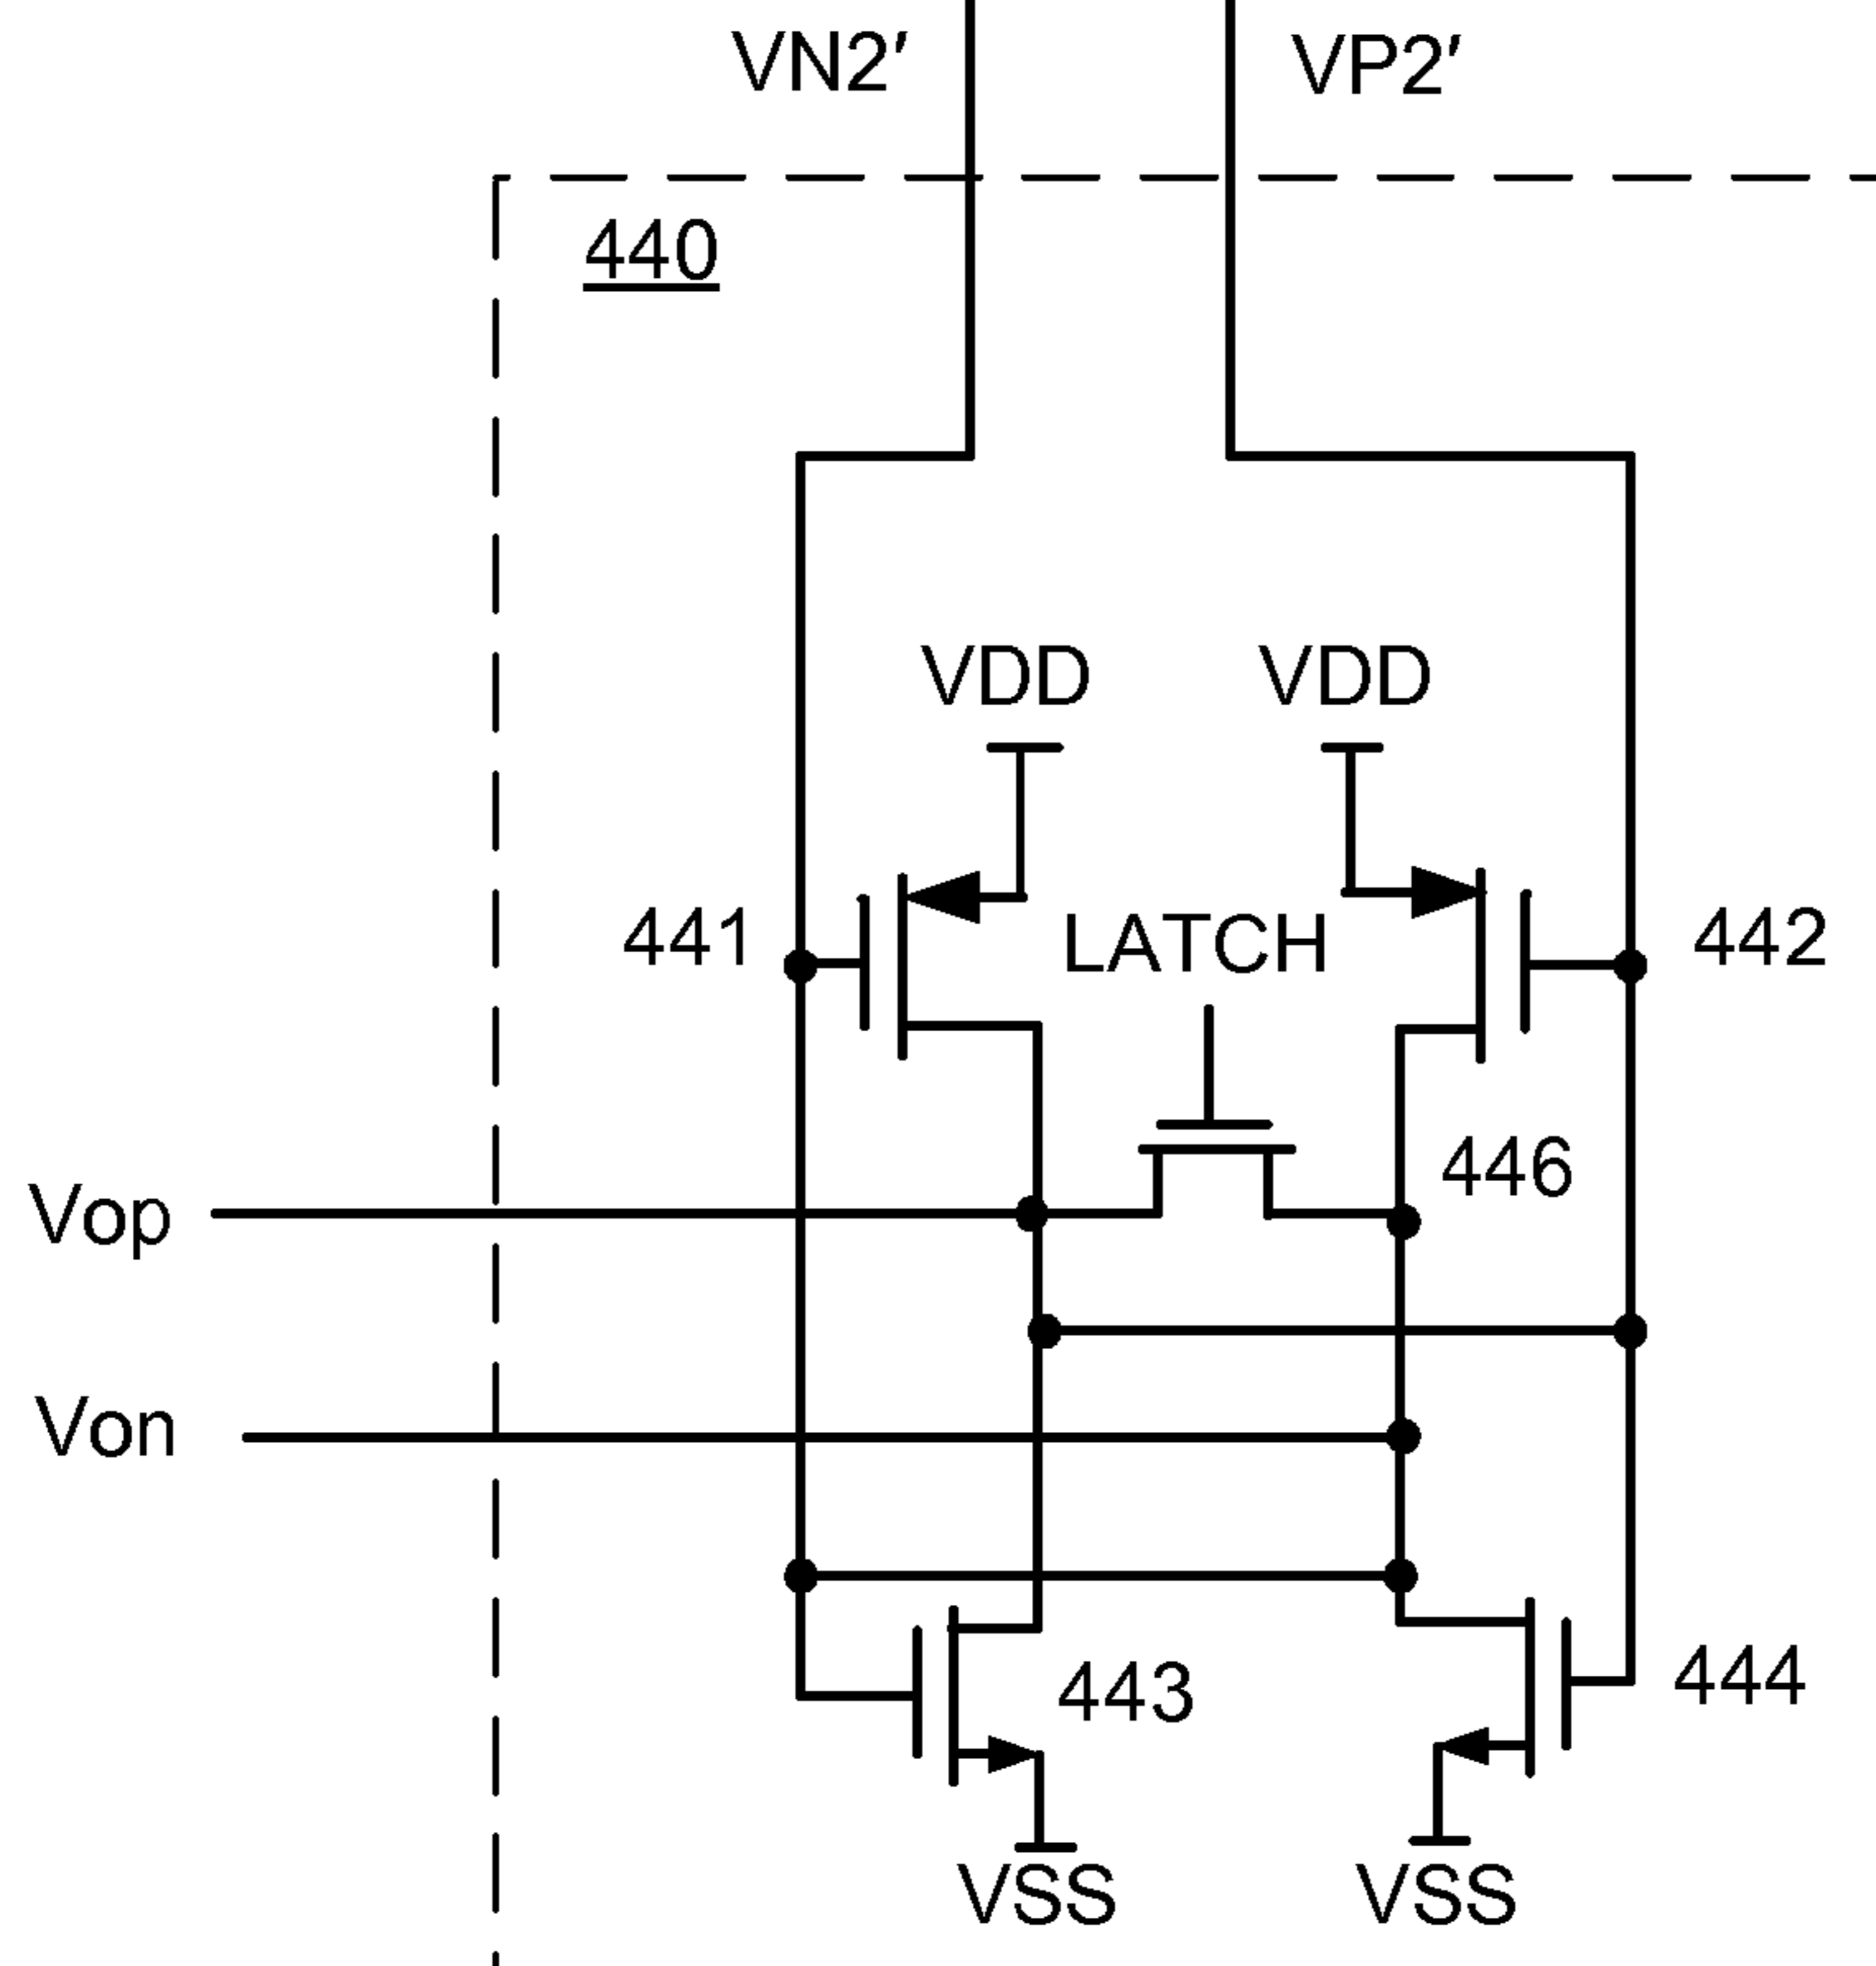 VN2′
VP2′
440
VDD
VDD
441
LATCH
442
446
Vop
Von
443
444
VSS
VSS